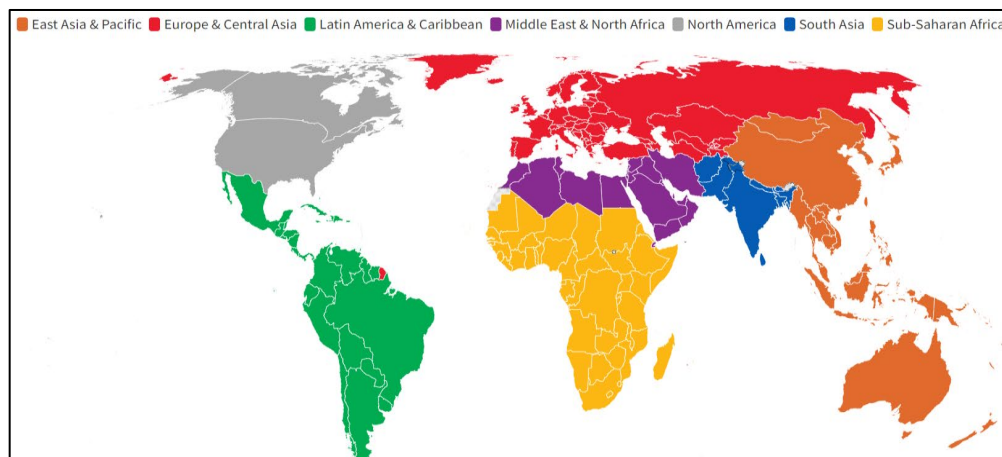 East Asia & Pacific Europe & Central Asia Latin America & Caribbean Middle East & North Africa North America South Asia Sub-Saharan Africa